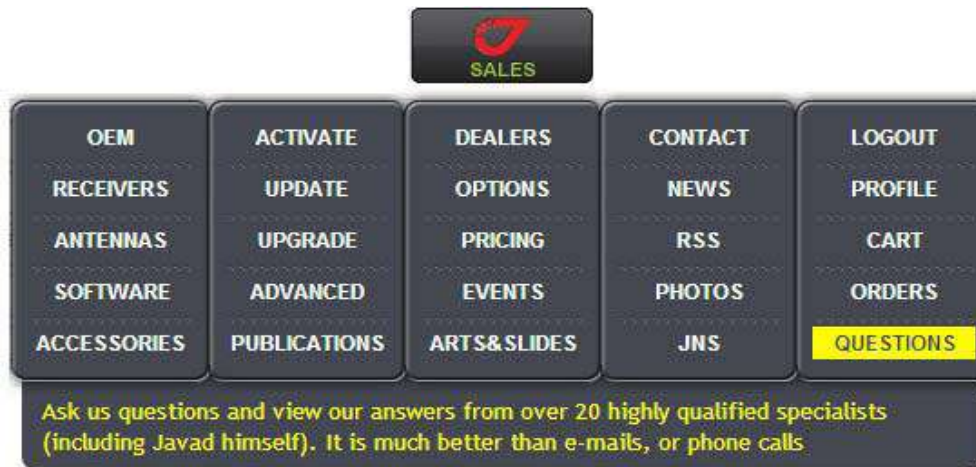 SALES
OEM ACTIVATE DEALERS CONTACT LOGOUT
RECEIVERS UPDATE OPTIONS NEWS PROFILE
ANTENNAS UPGRADE PRICING RSS CART
SOFTWARE ADVANCED EVENTS PHOTOS ORDERS
ACCESSORIES PUBLICATIONS ARTS&SLIDES JNS QUESTIONS
Ask us questions and view our answers from over 20 highly qualified specialists
(including Javad himself). It is much better than e-mails, or phone calls